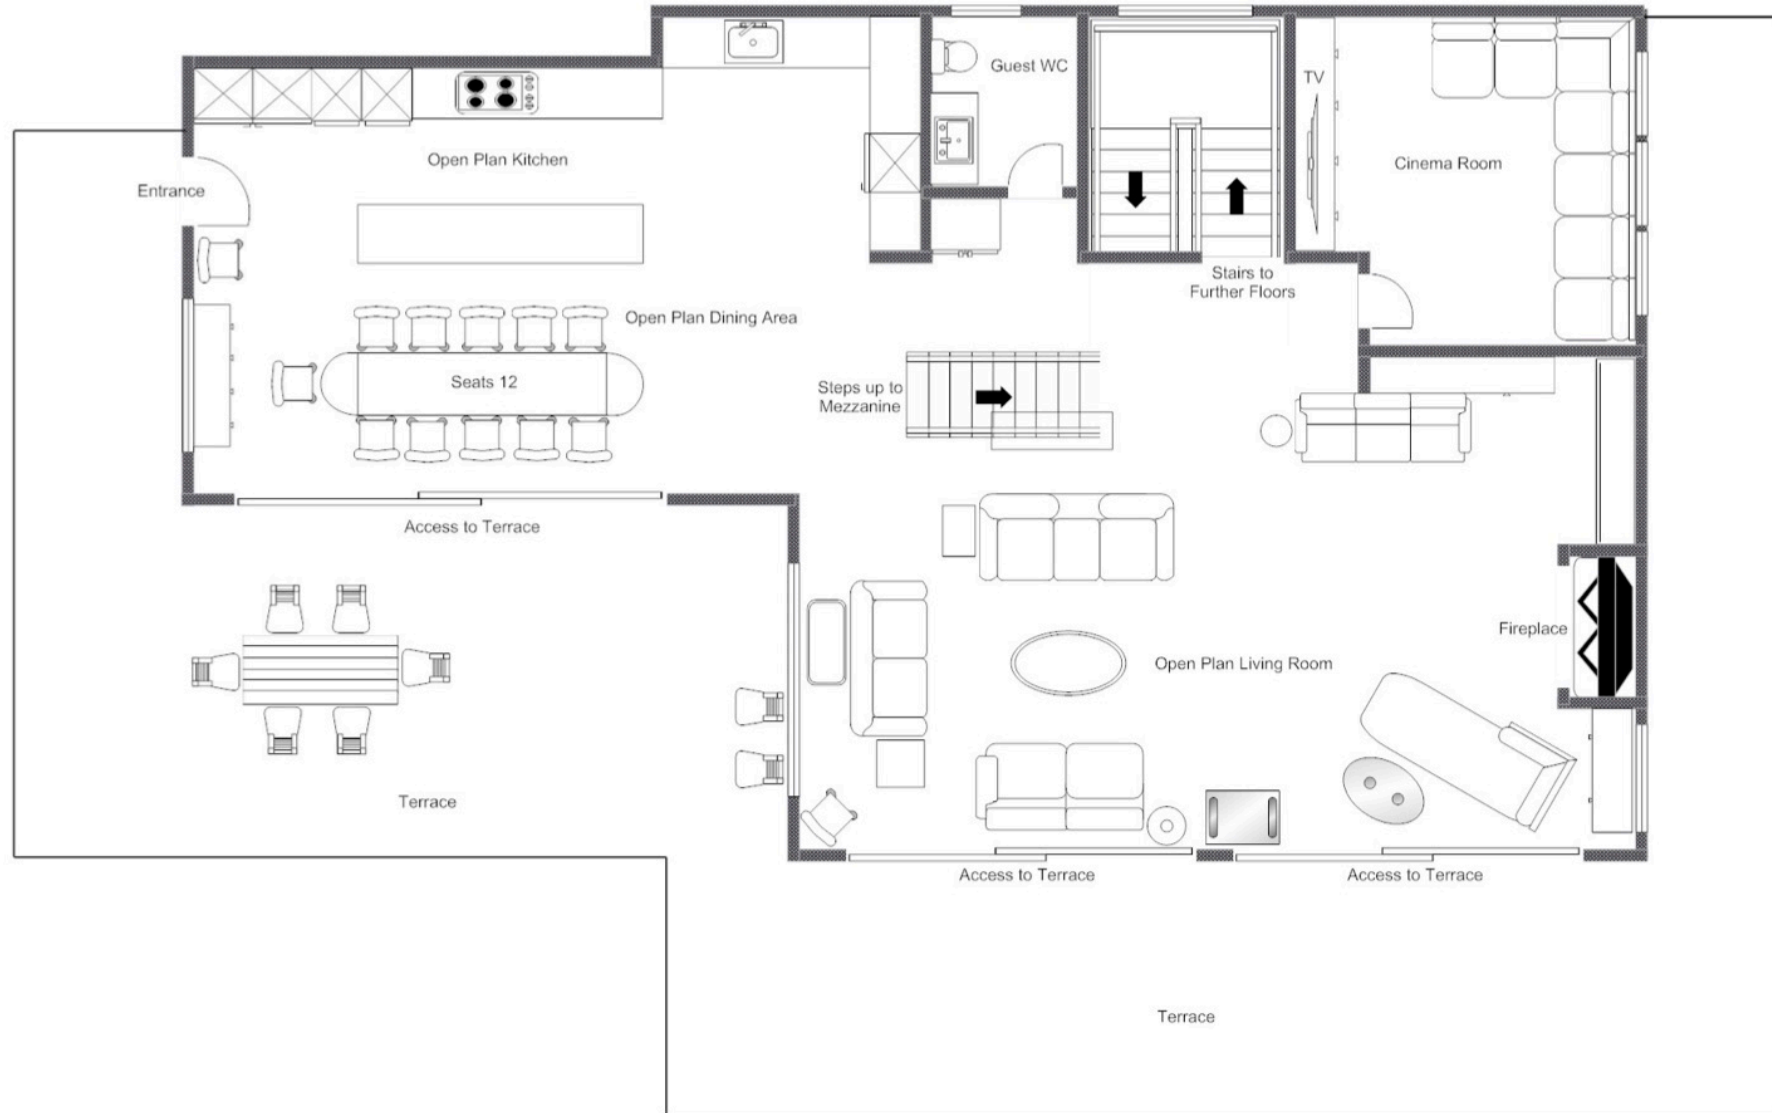 Guest WC
TV
Open Plan Kitchen
Cinema Room
Entrance
Stairs to
Further Floors
Open Plan Dining Area
Seats 12
Steps up to
Mezzanine
Access to Terrace
Fireplace
Open Plan Living Room
Terrace
Access to Terrace
Access to Terrace
Terrace